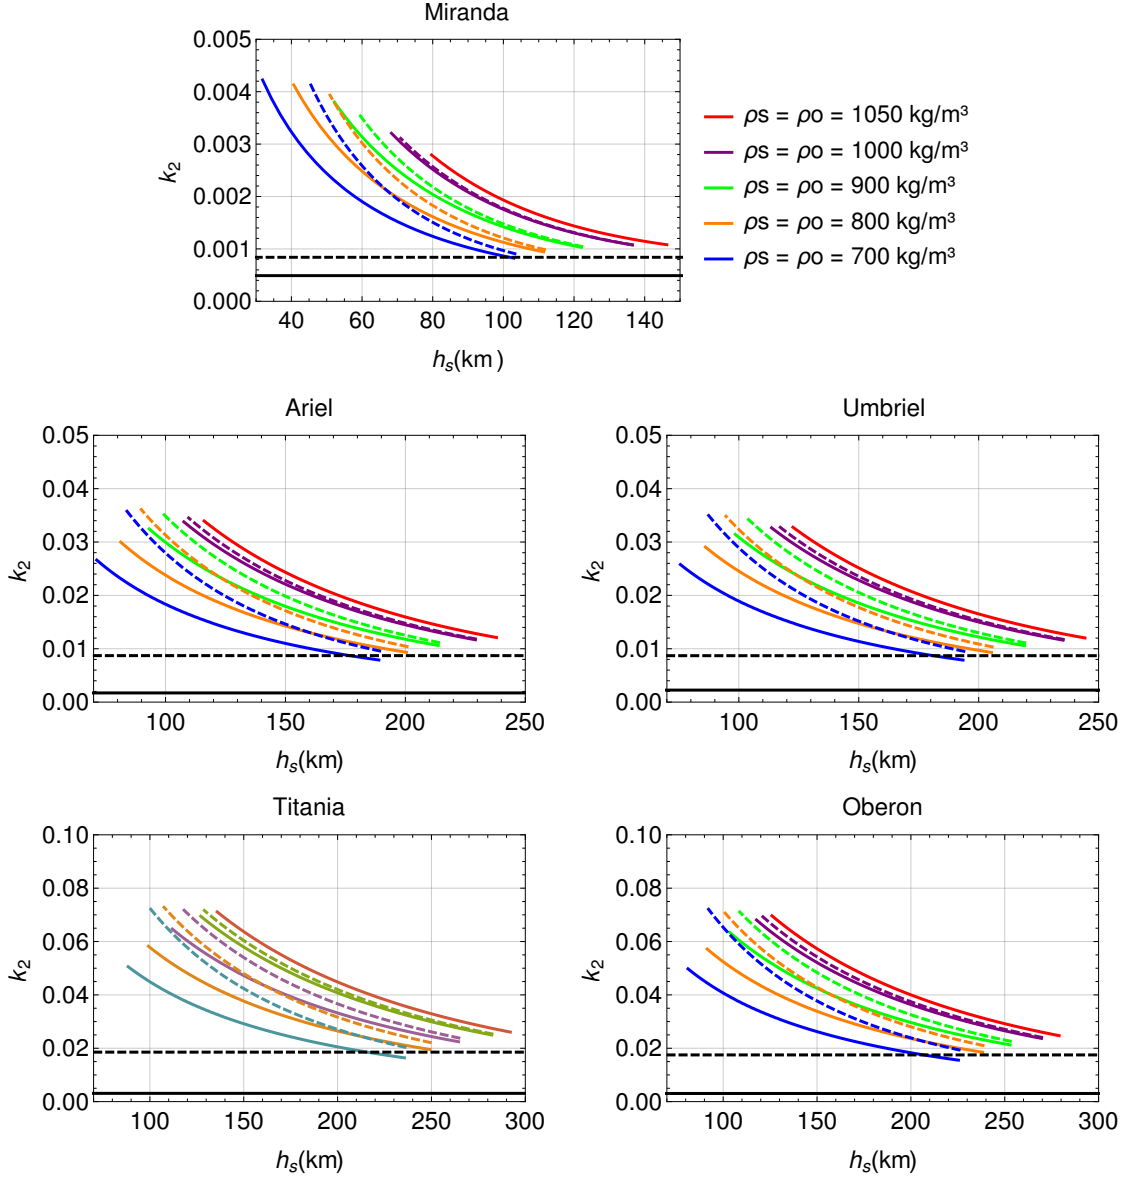 Miranda
0.005
0.004
0.003
0.002
0.001
0.000
k₂
40 60 80 100 120 140
hₛ(km)
ρs = ρo = 1050 kg/m³
ρs = ρo = 1000 kg/m³
ρs = ρo = 900 kg/m³
ρs = ρo = 800 kg/m³
ρs = ρo = 700 kg/m³
Ariel
0.05
0.04
0.03
0.02
0.01
0.00
k₂
100 150 200 250
hₛ(km)
Umbriel
0.05
0.04
0.03
0.02
0.01
0.00
k₂
100 150 200 250
hₛ(km)
Titania
0.10
0.08
0.06
0.04
0.02
0.00
k₂
100 150 200 250 300
hₛ(km)
Oberon
0.10
0.08
0.06
0.04
0.02
0.00
k₂
100 150 200 250 300
hₛ(km)